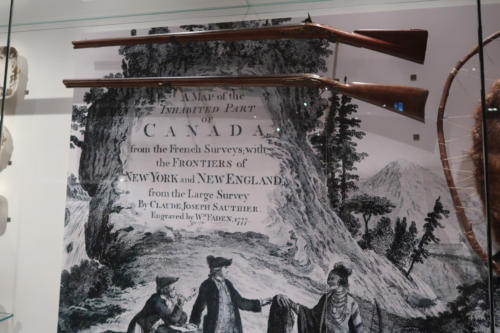 A Map of the
INHABITED PART
OF
CANADA
from the French Surveys; with
the FRONTIERS of
NEW YORK and NEW ENGLAND
from the Large Survey
By CLAUDE JOSEPH SAUTHIER
Engraved by Wm. FADEN, 1777